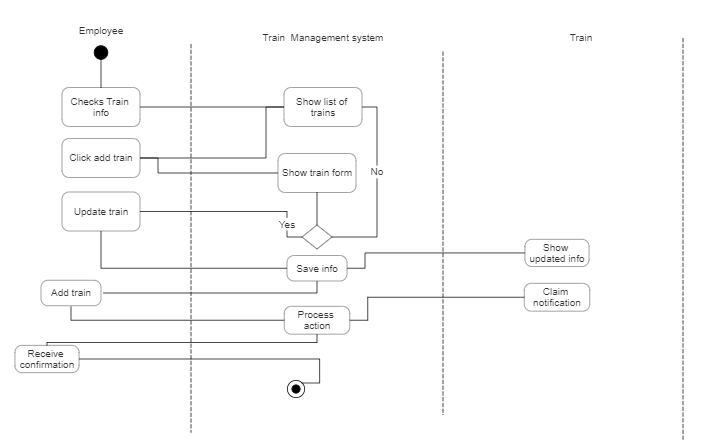 Employee
Train  Management system
Train
Checks Train
info
Show list of
trains
Click add train
Show train form
No
Update train
Yes
Show
updated info
Save info
Add train
Claim
notification
Process
action
Receive
confirmation